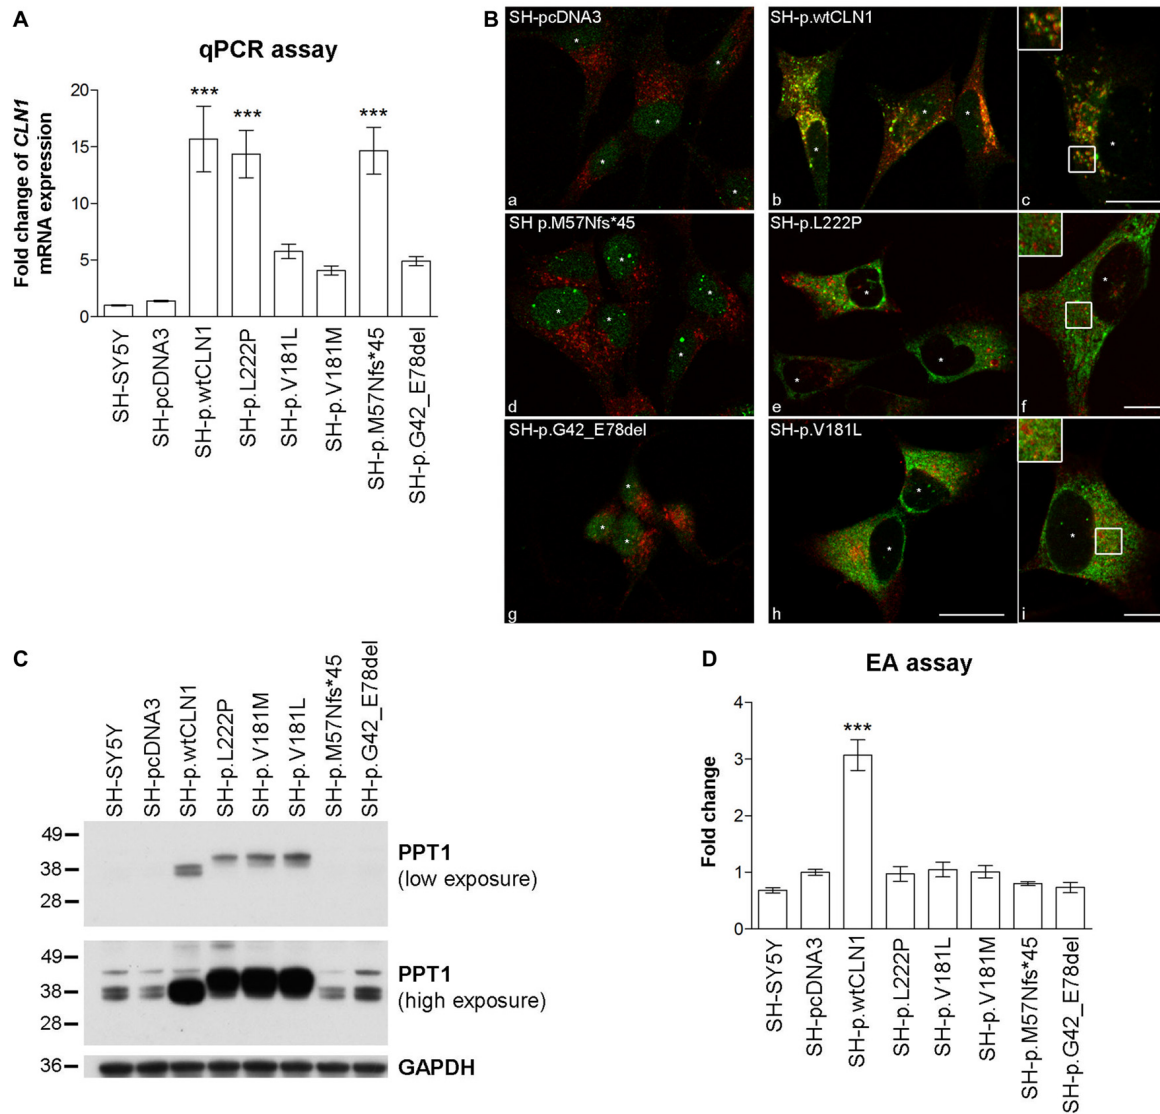 A
qPCR assay
Fold change of CLN1
mRNA expression
20
15
10
5
0
***
***
***
SH-SY5Y
SH-pcDNA3
SH-p.wtCLN1
SH-p.L222P
SH-p.V181L
SH-p.V181M
SH-p.M57Nfs*45
SH-p.G42_E78del
B
SH-pcDNA3
SH-p.wtCLN1
*
a
b
c
SH p.M57Nfs*45
SH-p.L222P
d
e
f
SH-p.G42_E78del
SH-p.V181L
g
h
i
C
SH-SY5Y
SH-pcDNA3
SH-p.wtCLN1
SH-p.L222P
SH-p.V181M
SH-p.V181L
SH-p.M57Nfs*45
SH-p.G42_E78del
49
38
28
PPT1
(low exposure)
49
38
28
PPT1
(high exposure)
36
GAPDH
D
EA assay
Fold change
4
3
2
1
0
***
SH-SY5Y
SH-pcDNA3
SH-p.wtCLN1
SH-p.L222P
SH-p.V181L
SH-p.V181M
SH-p.M57Nfs*45
SH-p.G42_E78del